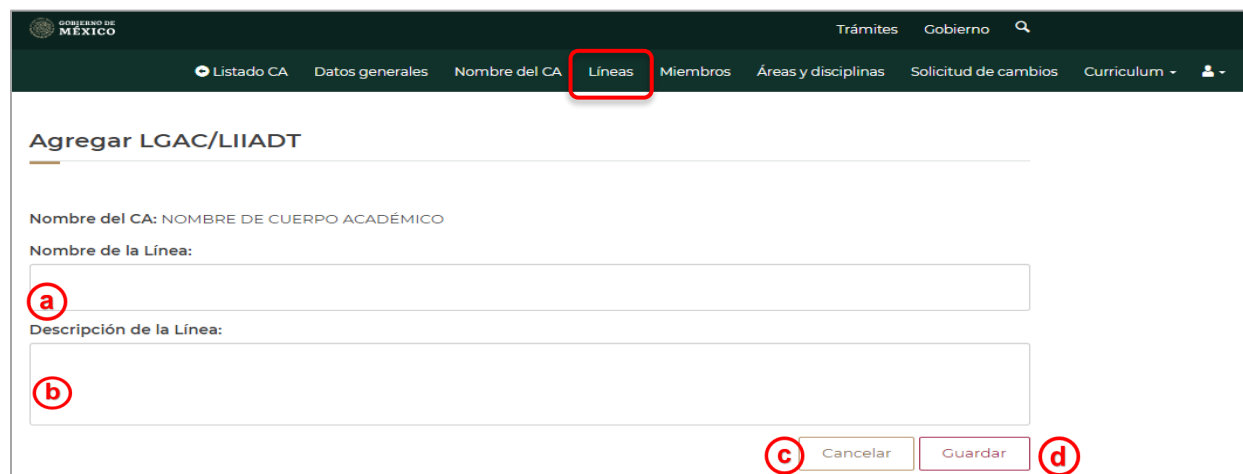 GOBIERNO DE
MÉXICO
Trámites Gobierno
Listado CA Datos generales Nombre del CA Líneas Miembros Áreas y disciplinas Solicitud de cambios Curriculum
Agregar LGAC/LIIADT
Nombre del CA: NOMBRE DE CUERPO ACADÉMICO
Nombre de la Línea:
a
Descripción de la Línea:
b
c Cancelar Guardar d